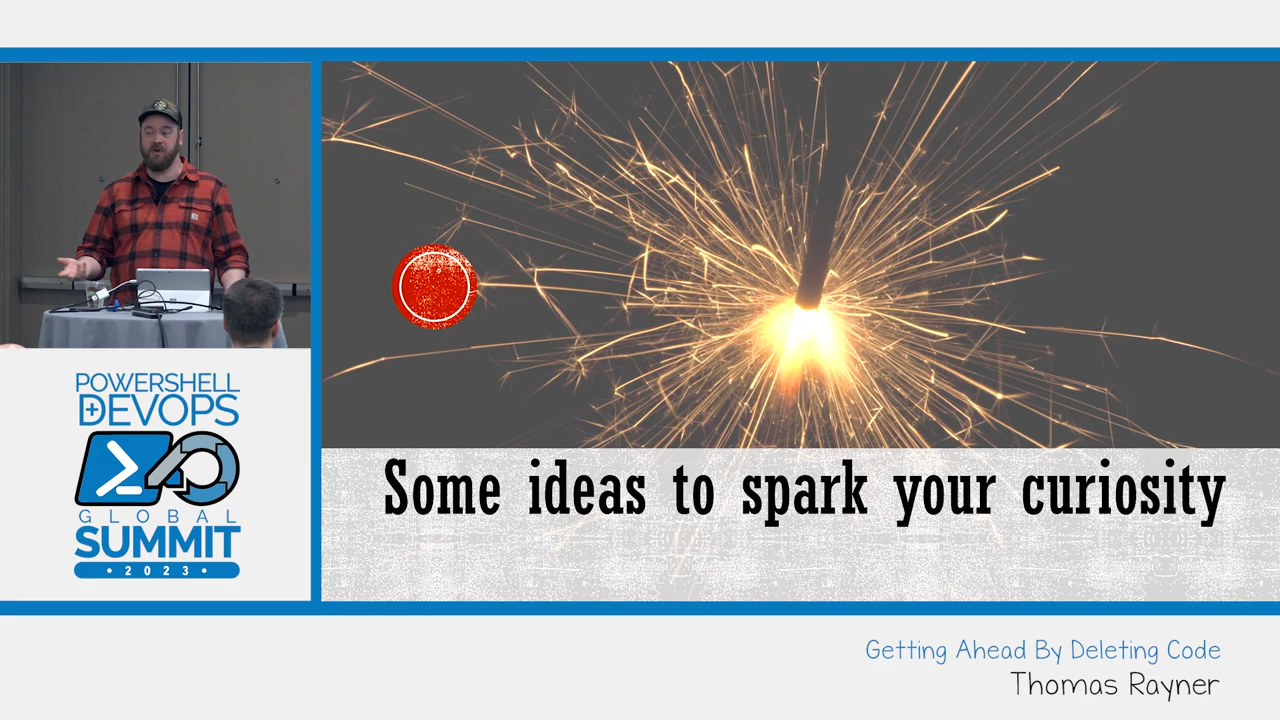 POWERSHELL
+DEVOPS
GLOBAL
SUMMIT
• 2023 •
Some ideas to spark your curiosity
Getting Ahead By Deleting Code
Thomas Rayner